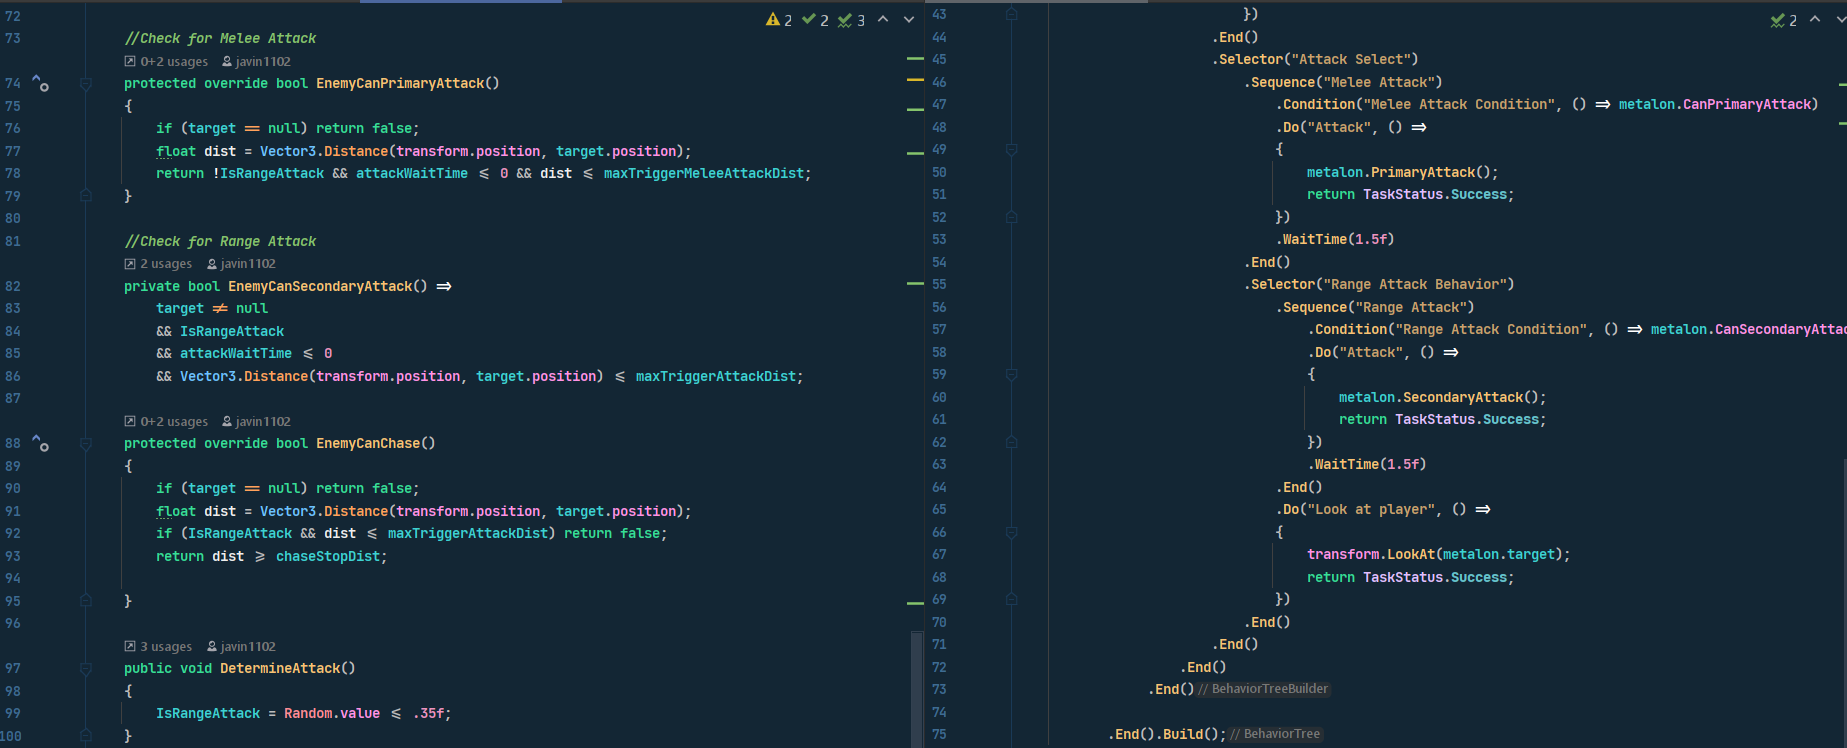 72
73 //Check for Melee Attack
0+2 usages javin1102
74 protected override bool EnemyCanPrimaryAttack()
75 {
76 if (target == null) return false;
77 float dist = Vector3.Distance(transform.position, target.position);
78 return !IsRangeAttack && attackWaitTime <= 0 && dist <= maxTriggerMeleeAttackDist;
79 }
80
81 //Check for Range Attack
2 usages javin1102
82 private bool EnemyCanSecondaryAttack() =>
83 target != null
84 && IsRangeAttack
85 && attackWaitTime <= 0
86 && Vector3.Distance(transform.position, target.position) <= maxTriggerAttackDist;
87
0+2 usages javin1102
88 protected override bool EnemyCanChase()
89 {
90 if (target == null) return false;
91 float dist = Vector3.Distance(transform.position, target.position);
92 if (IsRangeAttack && dist <= maxTriggerAttackDist) return false;
93 return dist >= chaseStopDist;
94
95 }
96
3 usages javin1102
97 public void DetermineAttack()
98 {
99 IsRangeAttack = Random.value <= .35f;
100 }
2 2 3
43 })
44 .End()
45 .Selector("Attack Select")
46 .Sequence("Melee Attack")
47 .Condition("Melee Attack Condition", () => metalon.CanPrimaryAttack)
48 .Do("Attack", () =>
49 {
50 metalon.PrimaryAttack();
51 return TaskStatus.Success;
52 })
53 .WaitTime(1.5f)
54 .End()
55 .Selector("Range Attack Behavior")
56 .Sequence("Range Attack")
57 .Condition("Range Attack Condition", () => metalon.CanSecondaryAttac
58 .Do("Attack", () =>
59 {
60 metalon.SecondaryAttack();
61 return TaskStatus.Success;
62 })
63 .WaitTime(1.5f)
64 .End()
65 .Do("Look at player", () =>
66 {
67 transform.LookAt(metalon.target);
68 return TaskStatus.Success;
69 })
70 .End()
71 .End()
72 .End()
73 .End() // BehaviorTreeBuilder
74
75 .End().Build(); // BehaviorTree
2